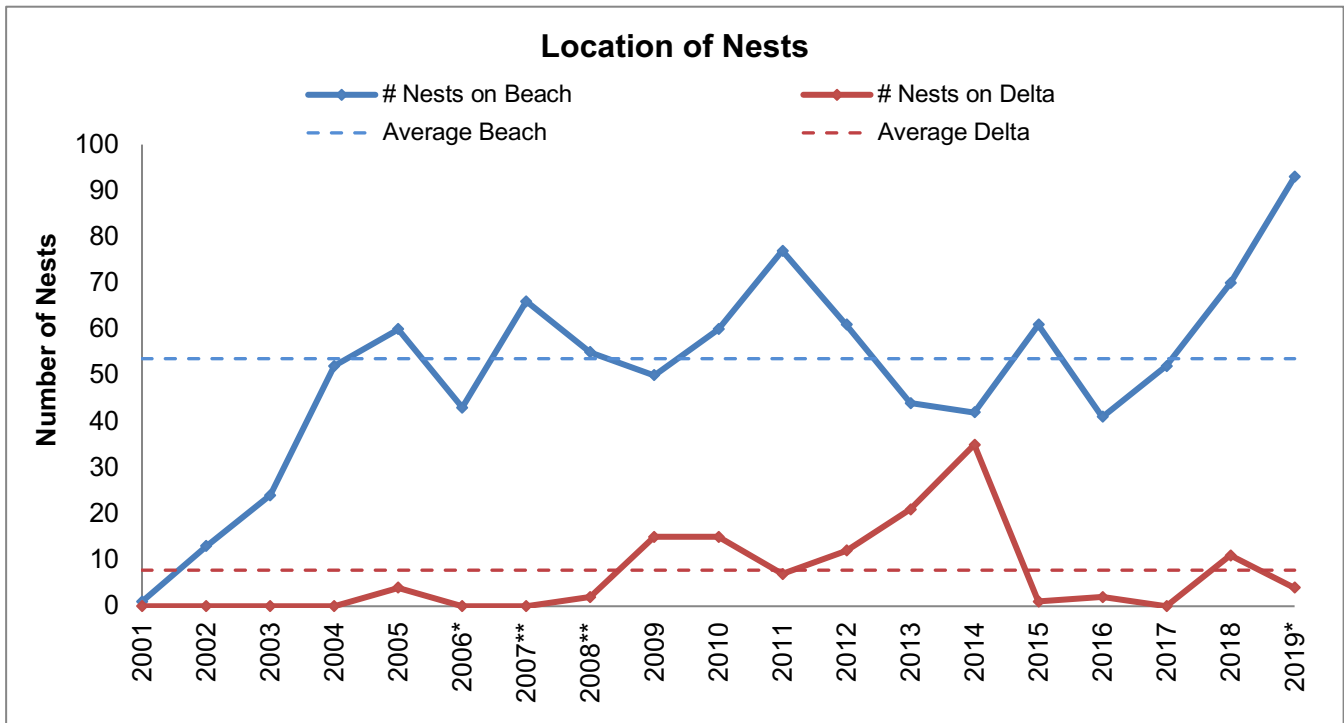 Location of Nests
# Nests on Beach # Nests on Delta
Average Beach Average Delta
Number of Nests
100
90
80
70
60
50
40
30
20
10
0
2001 2002 2003 2004 2005 2006* 2007** 2008** 2009 2010 2011 2012 2013 2014 2015 2016 2017 2018 2019*